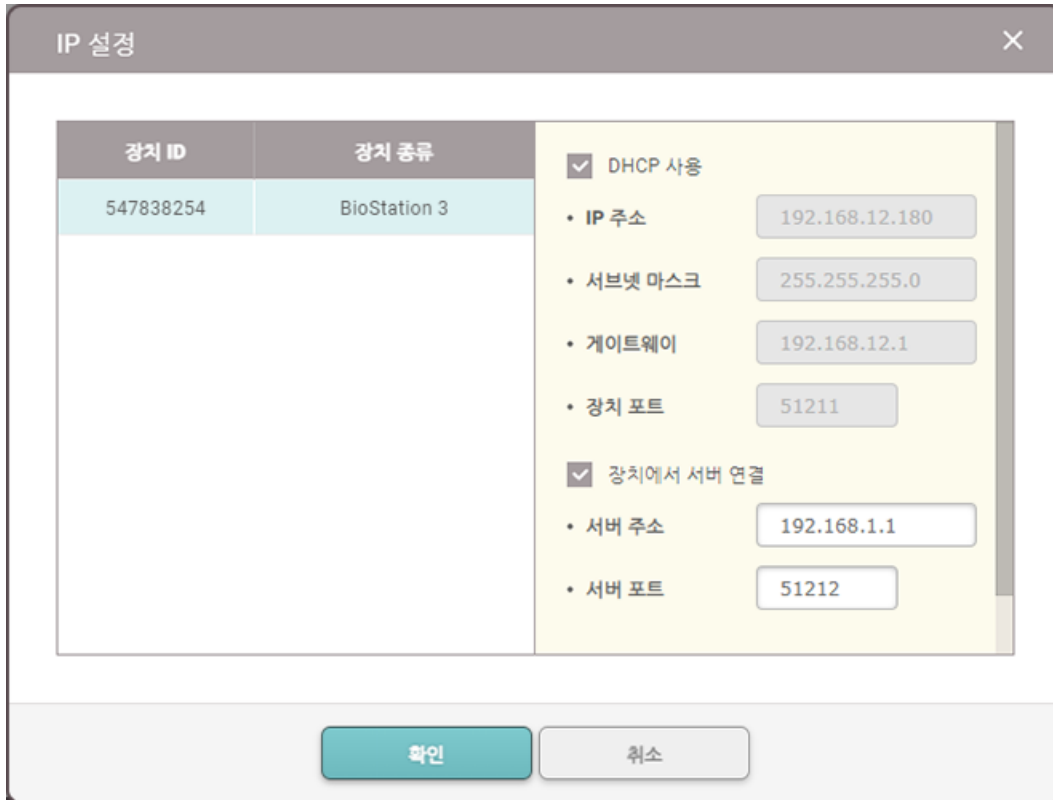 IP 설정
장치 ID 장치 종류
547838254 BioStation 3
DHCP 사용
• IP 주소 192.168.12.180
• 서브넷 마스크 255.255.255.0
• 게이트웨이 192.168.12.1
• 장치 포트 51211
장치에서 서버 연결
• 서버 주소 192.168.1.1
• 서버 포트 51212
확인 취소